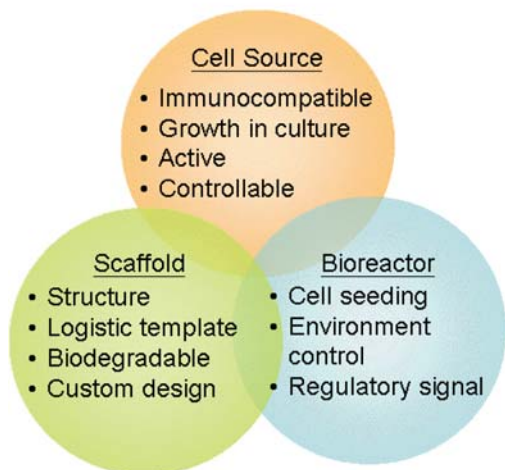 Cell Source
• Immunocompatible
• Growth in culture
• Active
• Controllable
Scaffold
• Structure
• Logistic template
• Biodegradable
• Custom design
Bioreactor
• Cell seeding
• Environment
control
• Regulatory signal